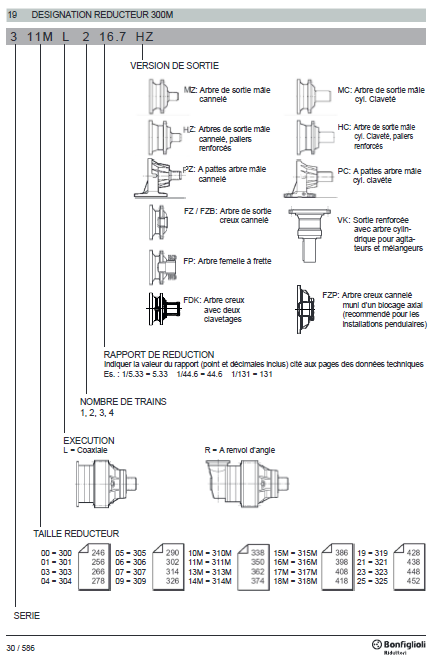 19 DESIGNATION REDUCTEUR 300M
3 11M L 2 16.7 HZ
VERSION DE SORTIE
MZ: Arbre de sortie mâle
cannelé
MC: Arbre de sortie mâle
cyl. Claveté
HZ: Arbres de sortie mâle
cannelé, paliers
renforcés
HC: Arbre de sortie mâle
cyl. Claveté, paliers
renforcés
PZ: A pattes arbre mâle
cannelé
PC: A pattes arbre mâle
cyl. clavète
FZ / FZB: Arbre de sortie
creux cannelé
VK: Sortie renforcée
avec arbre cylin-
drique pour agita-
teurs et mélangeurs
FP: Arbre femelle à frette
FDK: Arbre creux
avec deux
clavetages
FZP: Arbre creux cannelé
muni d'un blocage axial
(recommendé pour les
installations pendulaires)
RAPPORT DE REDUCTION
Indiquer la valeur du rapport (point et décimales inclus) cité aux pages des données techniques
Es. : 1/5.33 = 5.33 1/44.6 = 44.6 1/131 = 131
NOMBRE DE TRAINS
1, 2, 3, 4
EXECUTION
L = Coaxiale R = A renvoi d'angle
TAILLE REDUCTEUR
00 = 300 246 05 = 305 290 10M = 310M 338 15M = 315M 386 19 = 319 428
01 = 301 256 06 = 306 302 11M = 311M 350 16M = 316M 398 21 = 321 438
03 = 303 266 07 = 307 314 13M = 313M 362 17M = 317M 408 23 = 323 448
04 = 304 278 09 = 309 326 14M = 314M 374 18M = 318M 418 25 = 325 452
SERIE
30 / 586
Bonfiglioli
Riduttori